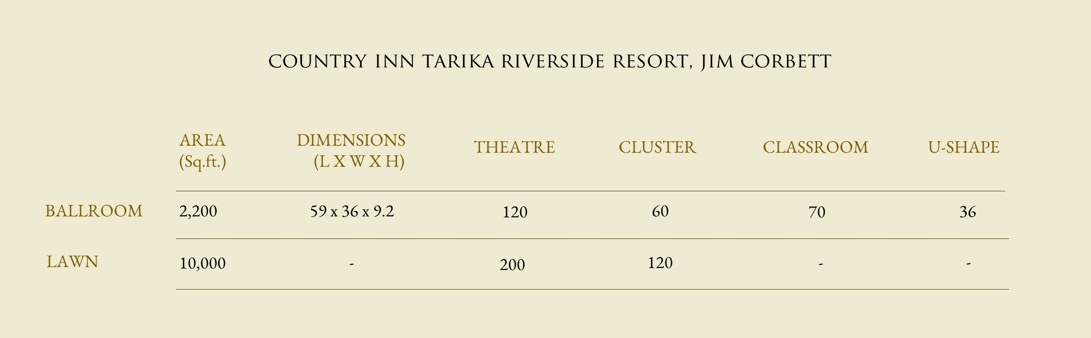 COUNTRY INN TARIKA RIVERSIDE RESORT, JIM CORBETT
AREA (Sq.ft.) DIMENSIONS (L X W X H) THEATRE CLUSTER CLASSROOM U-SHAPE
BALLROOM 2,200 59 x 36 x 9.2 120 60 70 36
LAWN 10,000 - 200 120 - -